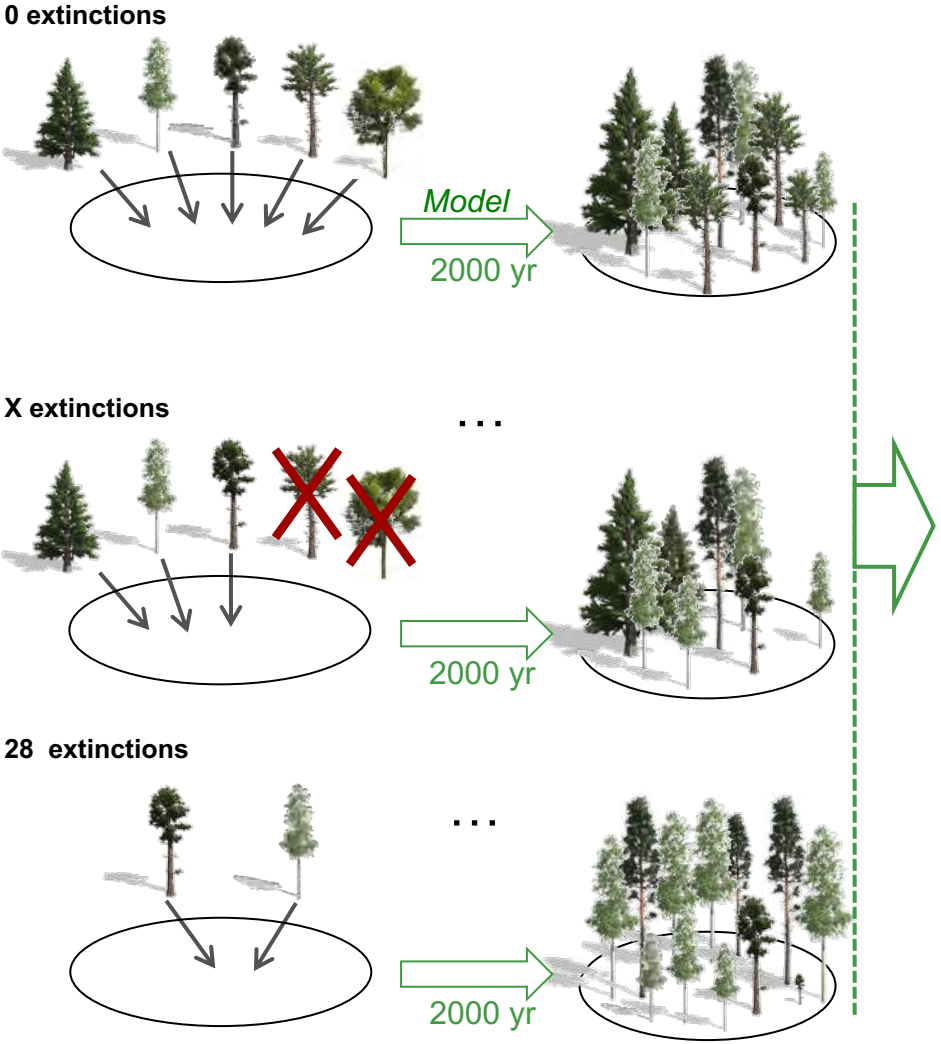 0 extinctions
Model
2000 yr
X extinctions
...
2000 yr
28 extinctions
...
2000 yr